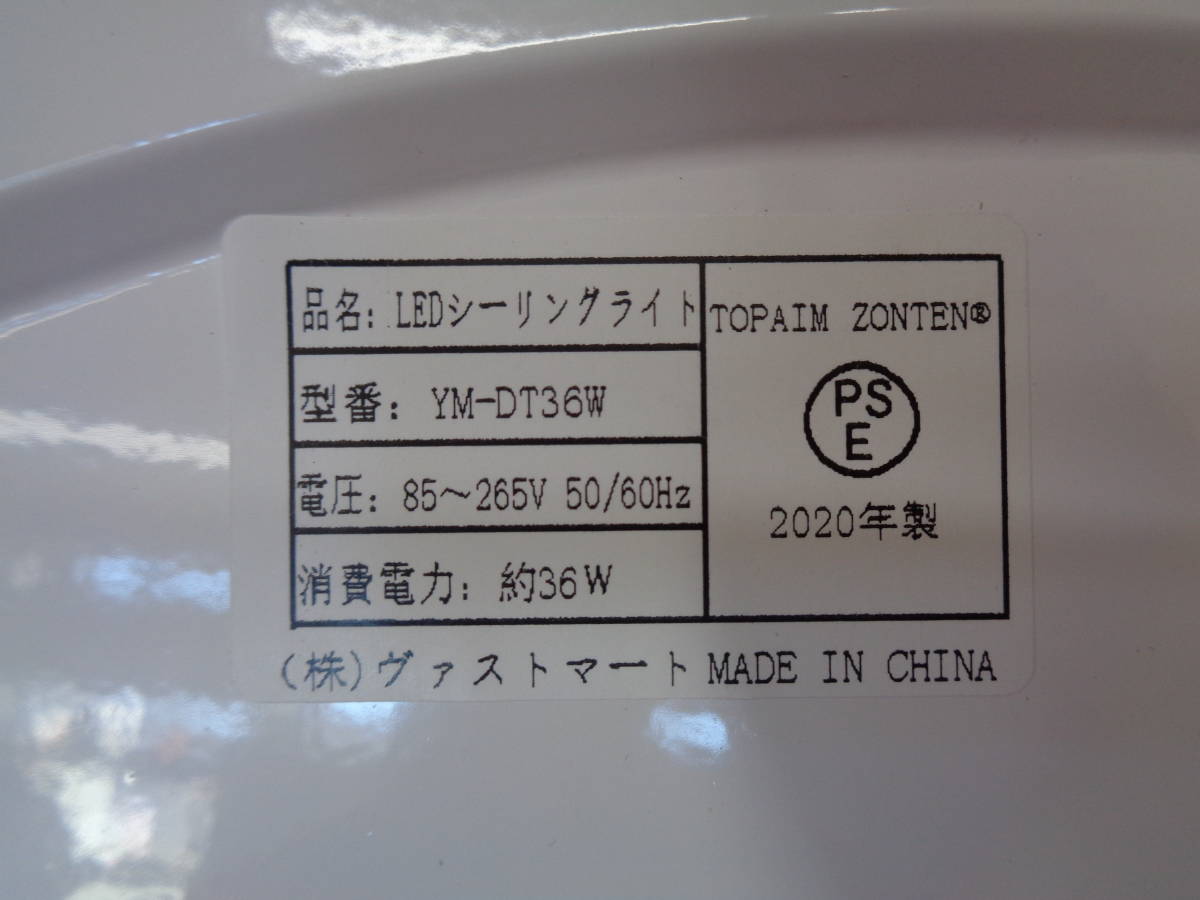 品名: LEDシーリングライト
型番: YM-DT36W
電圧: 85～265V 50/60Hz
消費電力: 約36W
TOPAIM ZONTEN®
PS
E
2020年製
(株)ヴァストマート MADE IN CHINA